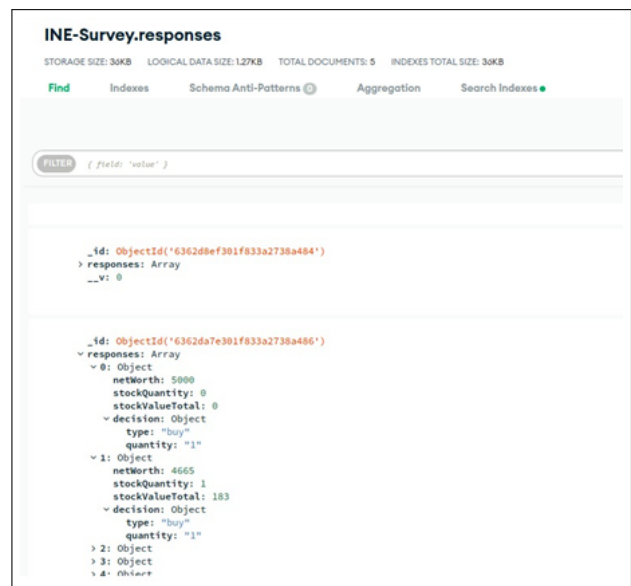 INE-Survey.responses
STORAGE SIZE: 36KB LOGICAL DATA SIZE: 1.27KB TOTAL DOCUMENTS: 5 INDEXES TOTAL SIZE: 36KB
Find Indexes Schema Anti-Patterns 0 Aggregation Search Indexes
FILTER { field: 'value' }
_id: ObjectId('6362d8ef301f833a2738a484')
> responses: Array
__v: 0
_id: ObjectId('6362da7e301f833a2738a486')
responses: Array
0: Object
netWorth: 5000
stockQuantity: 0
stockValueTotal: 0
decision: Object
type: "buy"
quantity: "1"
1: Object
netWorth: 4665
stockQuantity: 1
stockValueTotal: 183
decision: Object
type: "buy"
quantity: "1"
> 2: Object
> 3: Object
> 4: Object